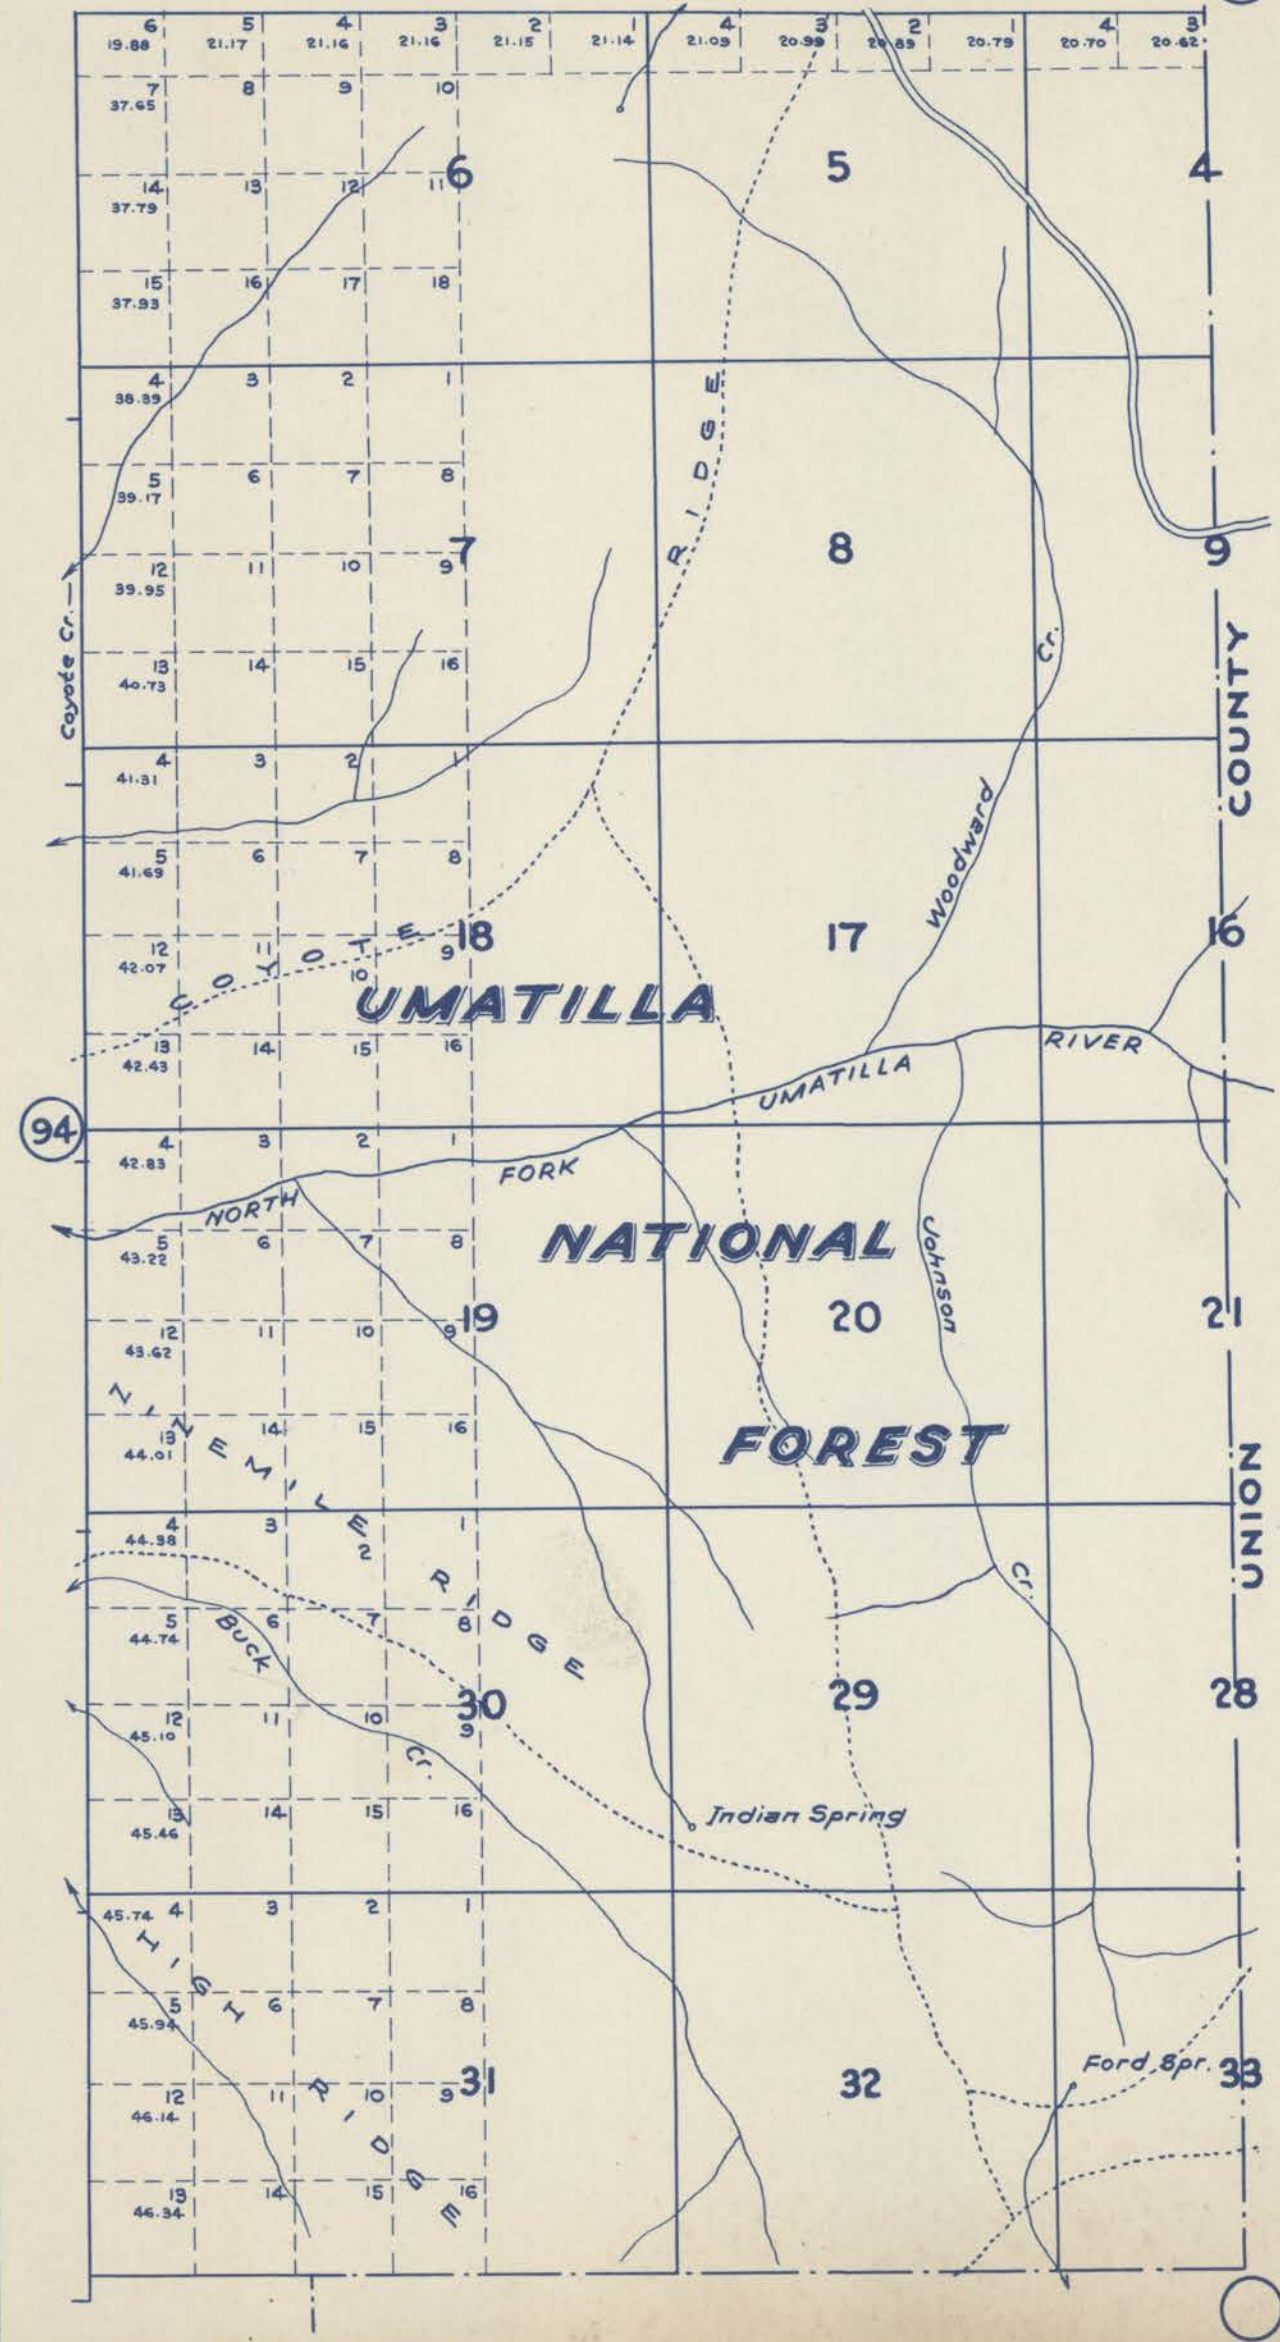 6 5 4 3 2 1 4 3 2 1 4 3
19.88 21.17 21.16 21.16 21.15 21.14 21.09 20.99 20.89 20.79 20.70 20.62
7 8 9 10
37.65
6 5 4
14 13 12 11
37.79
15 16 17 18
37.93
4 3 2 1
38.39
RIDGE
5 6 7 8
39.17
7 8 9
12 11 10 9
39.95
Coyote Cr.
Cr.
13 14 15 16
40.73
COUNTY
4 3 2 1
41.31
Woodward
5 6 7 8
41.69
18 17 16
COYOTE
12 11 10 9
42.07
UMATILLA
13 14 15 16
42.43
RIVER
UMATILLA
94
4 3 2 1
42.83
FORK
NORTH
5 6 7 8
43.22
NATIONAL
Johnson
19 20 21
12 11 10 9
43.62
NINEMILE
13 14 15 16
44.01
FOREST
UNION
4 3 2 1
44.38
Cr.
RIDGE
5 6 7 8
44.74
Buck
30 29 28
12 11 10 9
45.10
Cr.
13 14 15 16
45.46
Indian Spring
45.74 4 3 2 1
HIGH
5 6 7 8
45.94
Ford Spr.
31 32 33
12 11 10 9
46.14
RIDGE
13 14 15 16
46.34